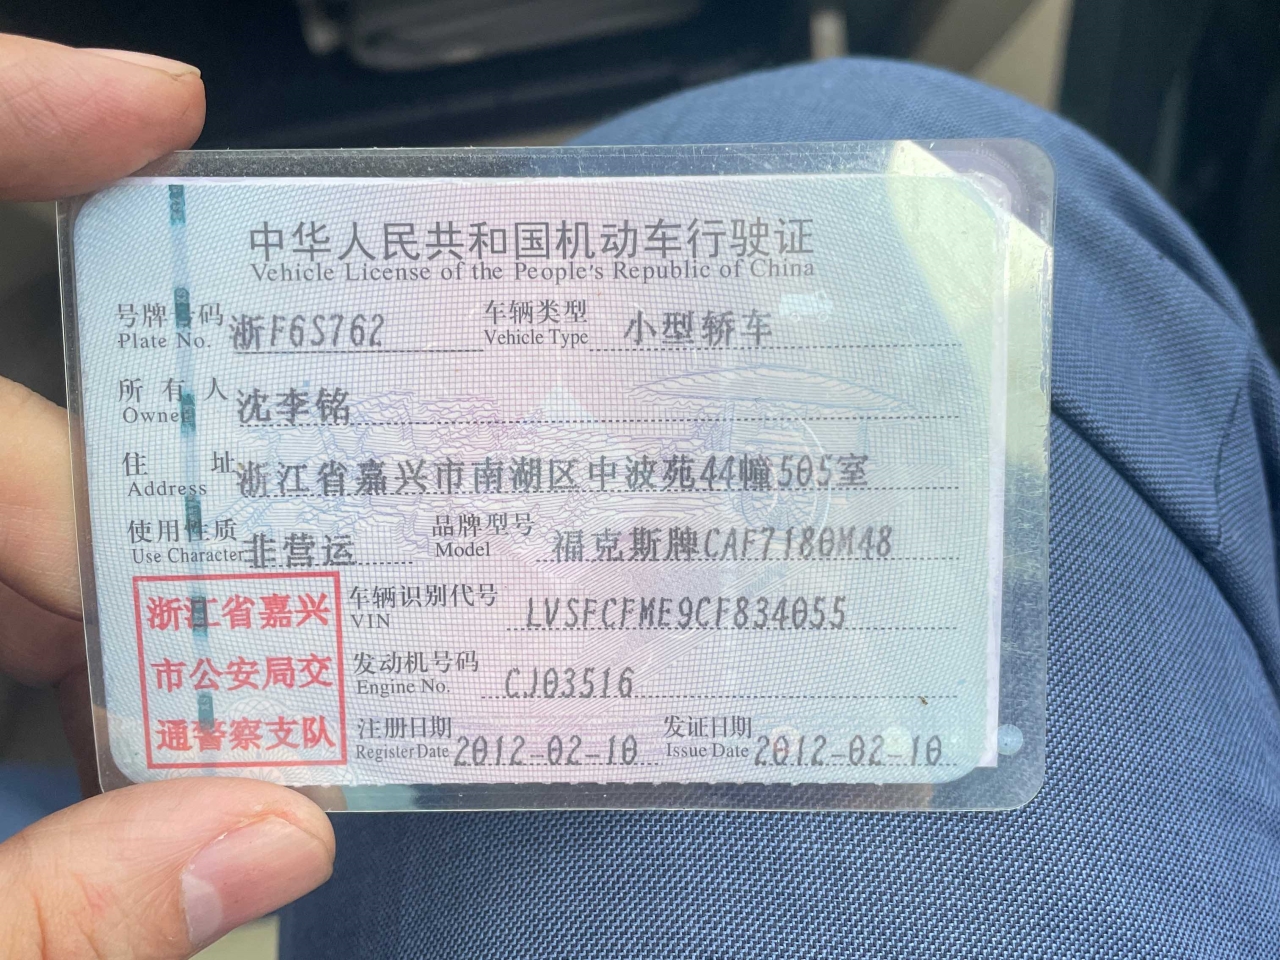 中华人民共和国机动车行驶证
Vehicle License of the People's Republic of China
号牌号码 浙F6S762 车辆类型 小型轿车
Plate No. Vehicle Type
所有人 沈李铭
Owner
住址 浙江省嘉兴市南湖区中波苑44幢505室
Address
使用性质 非营运 品牌型号 福克斯牌CAF7180M48
Use Character Model
浙江省嘉兴
市公安局交
通警察支队
车辆识别代号 LVSFCFME9CF834055
VIN
发动机号码 CJ03516
Engine No.
注册日期 2012-02-10 发证日期 2012-02-10
Register Date Issue Date